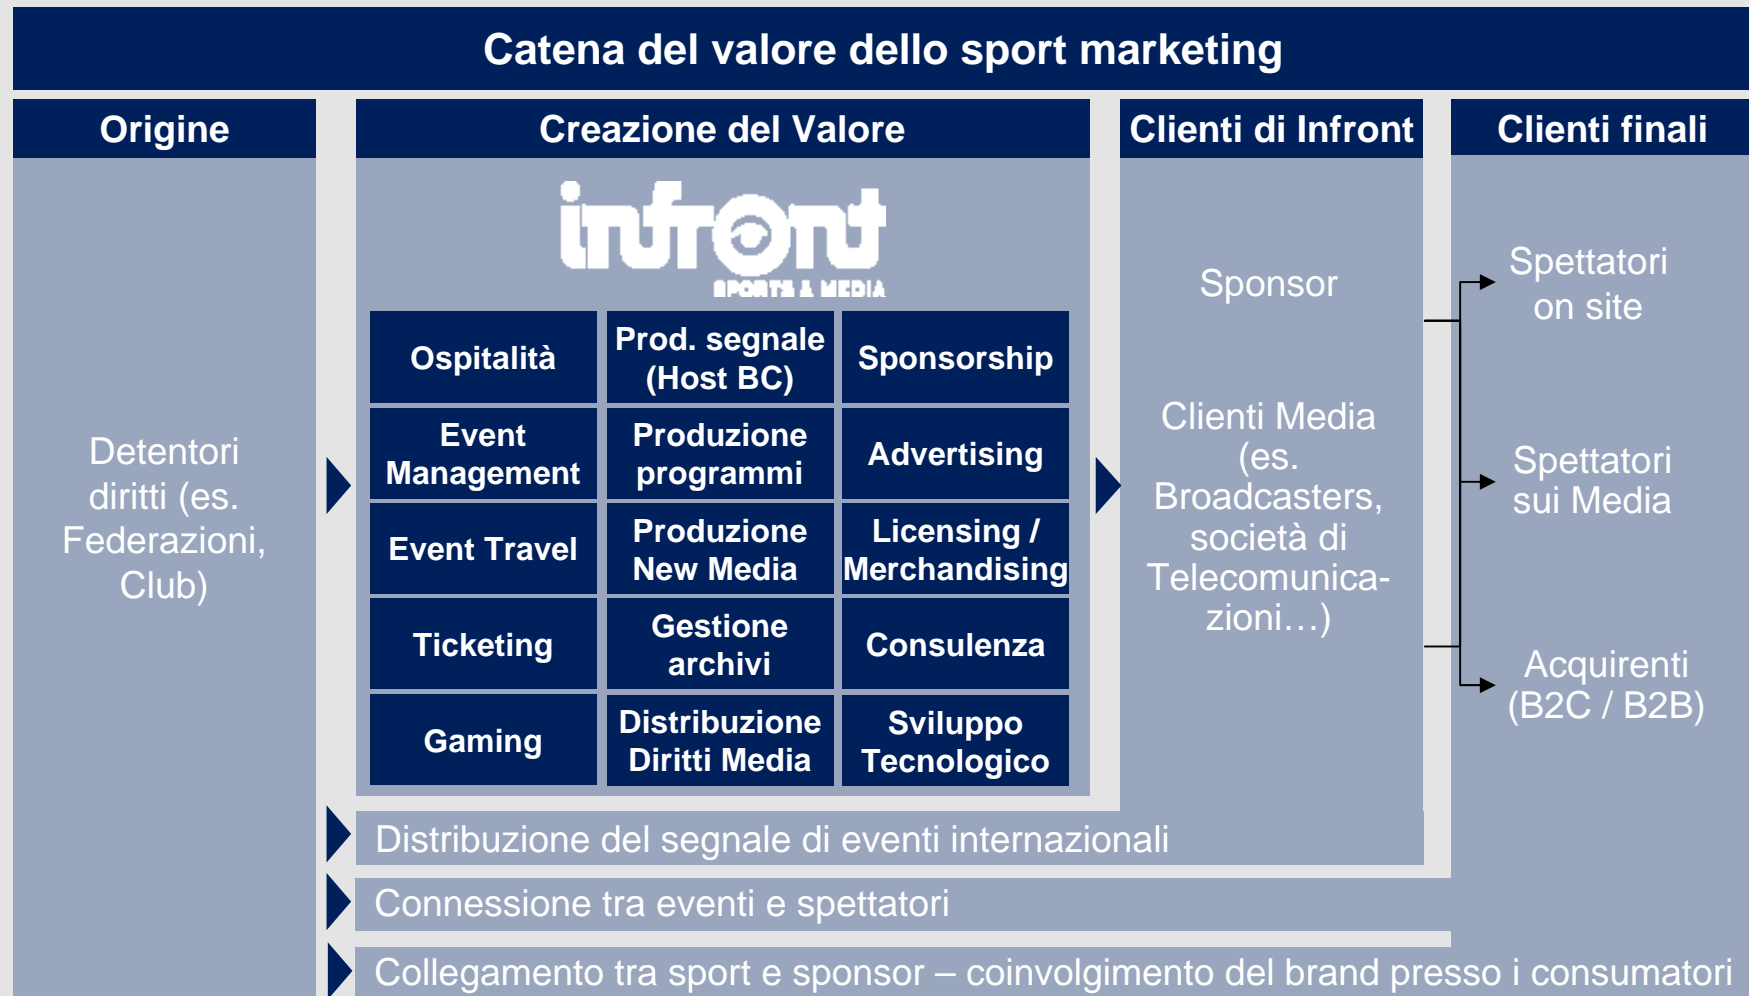 Catena del valore dello sport marketing
Origine
Detentori
diritti (es.
Federazioni,
Club)
Creazione del Valore
infront
SPORTS & MEDIA
Ospitalità
Prod. segnale
(Host BC)
Sponsorship
Event
Management
Produzione
programmi
Advertising
Event Travel
Produzione
New Media
Licensing /
Merchandising
Ticketing
Gestione
archivi
Consulenza
Gaming
Distribuzione
Diritti Media
Sviluppo
Tecnologico
Clienti di Infront
Sponsor
Clienti Media
(es.
Broadcasters,
società di
Telecomunica-
zioni…)
Clienti finali
Spettatori
on site
Spettatori
sui Media
Acquirenti
(B2C / B2B)
Distribuzione del segnale di eventi internazionali
Connessione tra eventi e spettatori
Collegamento tra sport e sponsor – coinvolgimento del brand presso i consumatori